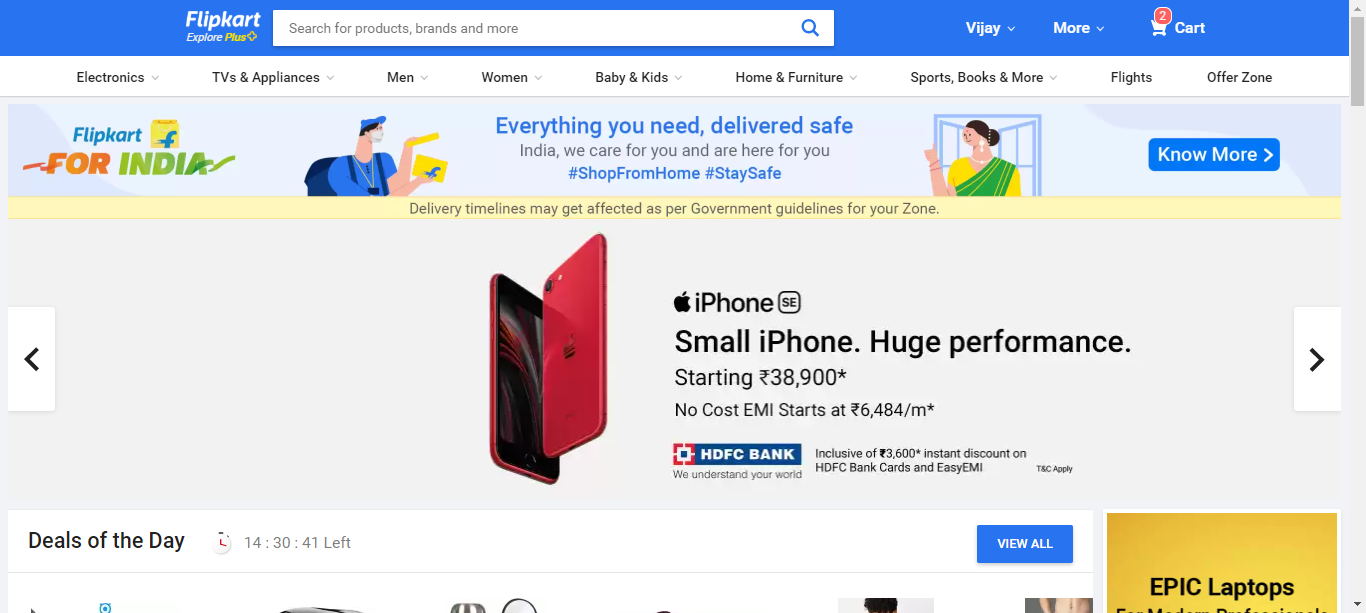 Flipkart
Explore Plus
Search for products, brands and more
Vijay
More
2
Cart
Electronics
TVs & Appliances
Men
Women
Baby & Kids
Home & Furniture
Sports, Books & More
Flights
Offer Zone
Flipkart
FOR INDIA
Everything you need, delivered safe
India, we care for you and are here for you
#ShopFromHome #StaySafe
Know More
Delivery timelines may get affected as per Government guidelines for your Zone.
iPhone SE
Small iPhone. Huge performance.
Starting ₹38,900*
No Cost EMI Starts at ₹6,484/m*
HDFC BANK
We understand your world
Inclusive of ₹3,600* instant discount on
HDFC Bank Cards and EasyEMI
T&C Apply
Deals of the Day
14 : 30 : 41 Left
VIEW ALL
EPIC Laptops
For Modern Professionals